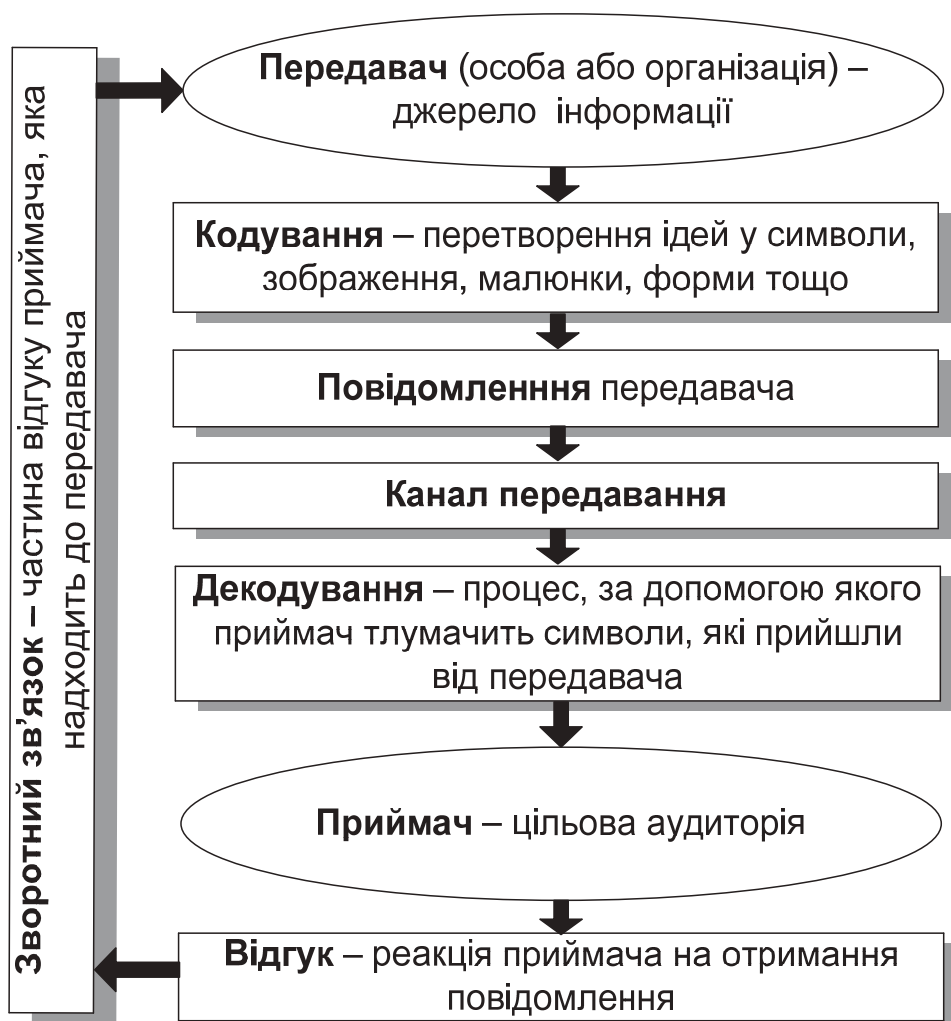 Передавач (особа або організація) –
джерело інформації
Кодування – перетворення ідей у символи,
зображення, малюнки, форми тощо
Повідомленння передавача
Канал передавання
Декодування – процес, за допомогою якого
приймач тлумачить символи, які прийшли
від передавача
Приймач – цільова аудиторія
Відгук – реакція приймача на отримання
повідомлення
Зворотний зв’язок – частина відгуку приймача, яка
надходить до передавача